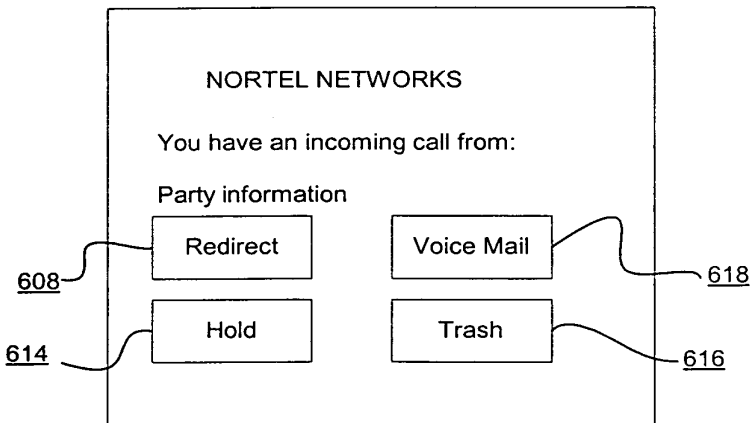 NORTEL NETWORKS
You have an incoming call from:
Party information
Redirect Voice Mail
608 618
Hold Trash
614 616